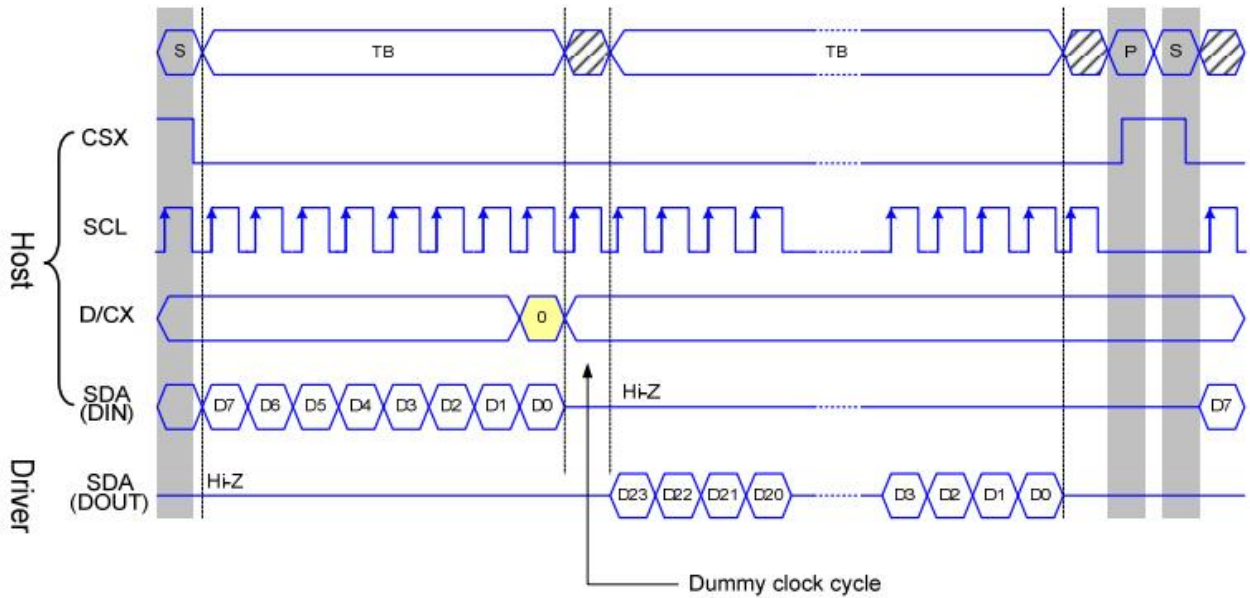 S TB TB P S
CSX
SCL
D/CX 0
Host
SDA
(DIN) D7 D6 D5 D4 D3 D2 D1 D0 Hi-Z D7
Driver
SDA
(DOUT) Hi-Z D23 D22 D21 D20 D3 D2 D1 D0
Dummy clock cycle